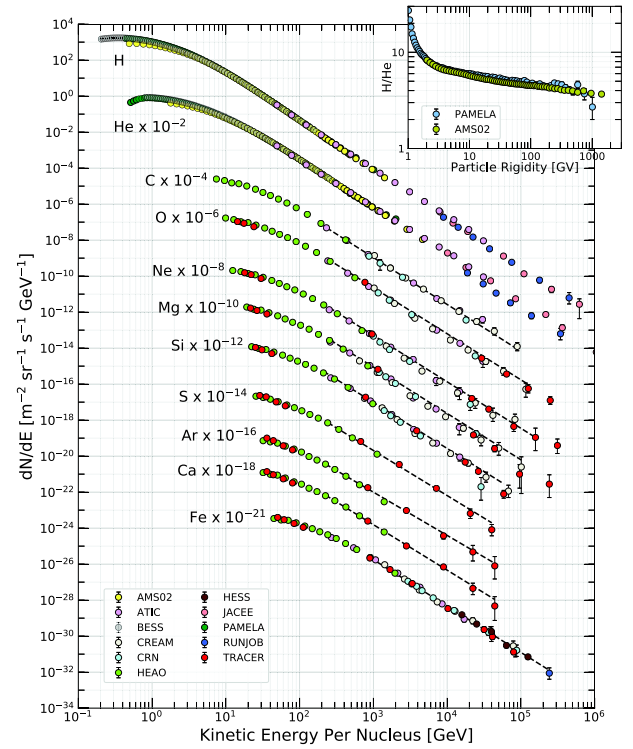 10^4
10^2
10^0
10^-2
10^-4
10^-6
10^-8
10^-10
10^-12
10^-14
10^-16
10^-18
10^-20
10^-22
10^-24
10^-26
10^-28
10^-30
10^-32
10^-34
dN/dE [m^-2 sr^-1 s^-1 GeV^-1]
H
He x 10^-2
C x 10^-4
O x 10^-6
Ne x 10^-8
Mg x 10^-10
Si x 10^-12
S x 10^-14
Ar x 10^-16
Ca x 10^-18
Fe x 10^-21
H/He
10
1
1 10 100 1000
Particle Rigidity [GV]
PAMELA
AMS02
AMS02
ATIC
BESS
CREAM
CRN
HEAO
HESS
JACEE
PAMELA
RUNJOB
TRACER
10^-1 10^0 10^1 10^2 10^3 10^4 10^5 10^6
Kinetic Energy Per Nucleus [GeV]